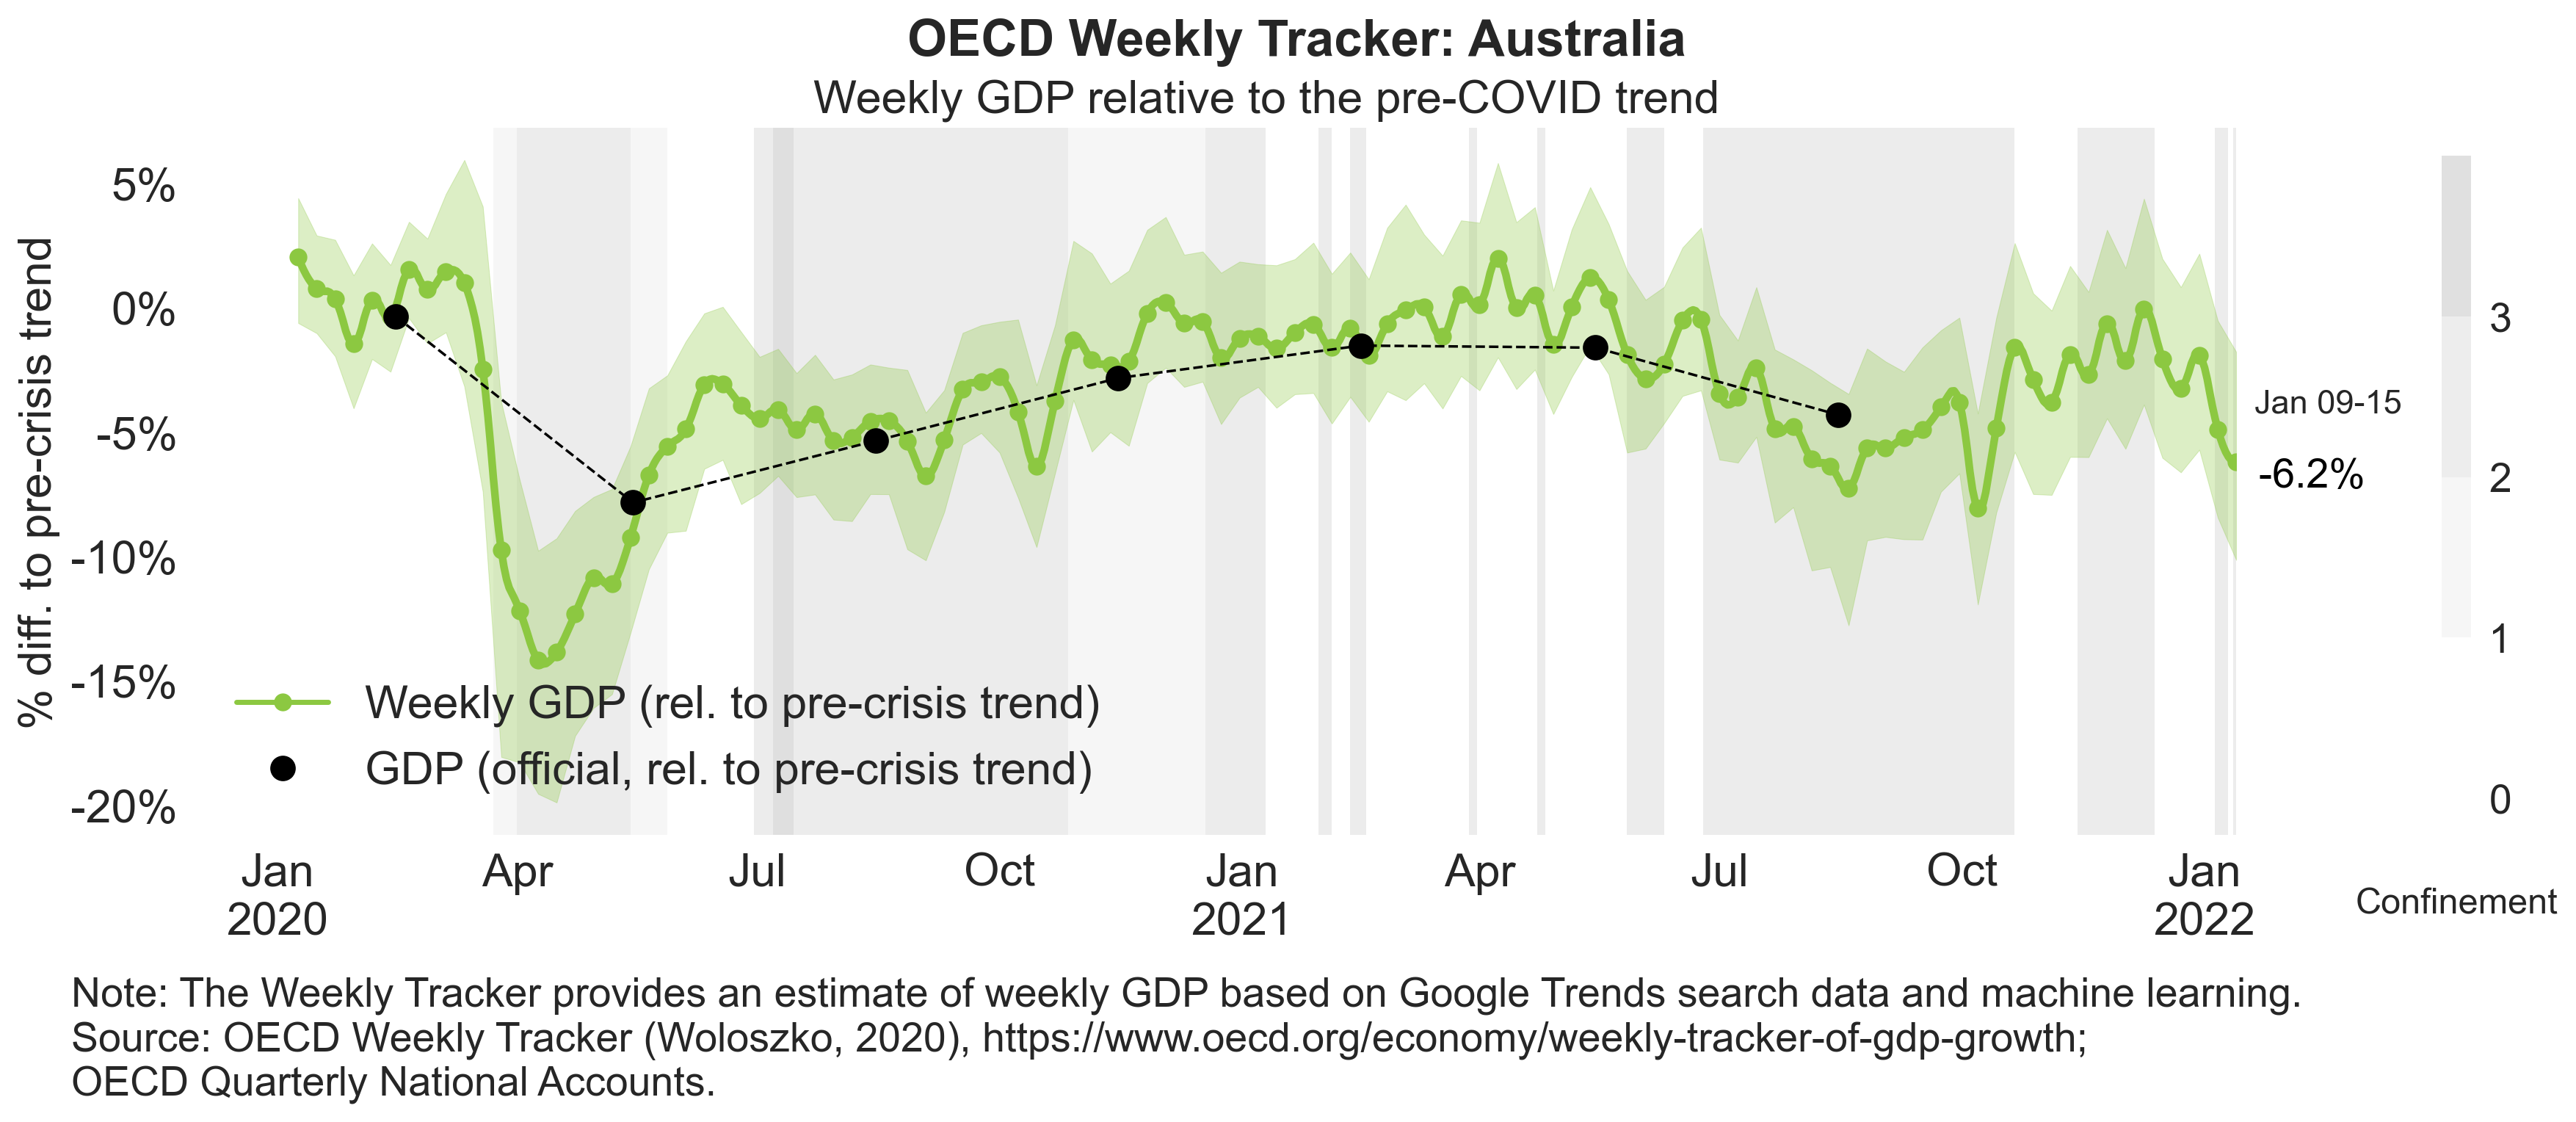 OECD Weekly Tracker: Australia
Weekly GDP relative to the pre-COVID trend
% diff. to pre-crisis trend
5%
0%
-5%
-10%
-15%
-20%
Weekly GDP (rel. to pre-crisis trend)
GDP (official, rel. to pre-crisis trend)
Jan 09-15
-6.2%
3
2
1
0
Confinement
Jan Apr Jul Oct Jan Apr Jul Oct Jan
2020 2021 2022
Note: The Weekly Tracker provides an estimate of weekly GDP based on Google Trends search data and machine learning.
Source: OECD Weekly Tracker (Woloszko, 2020), https://www.oecd.org/economy/weekly-tracker-of-gdp-growth;
OECD Quarterly National Accounts.